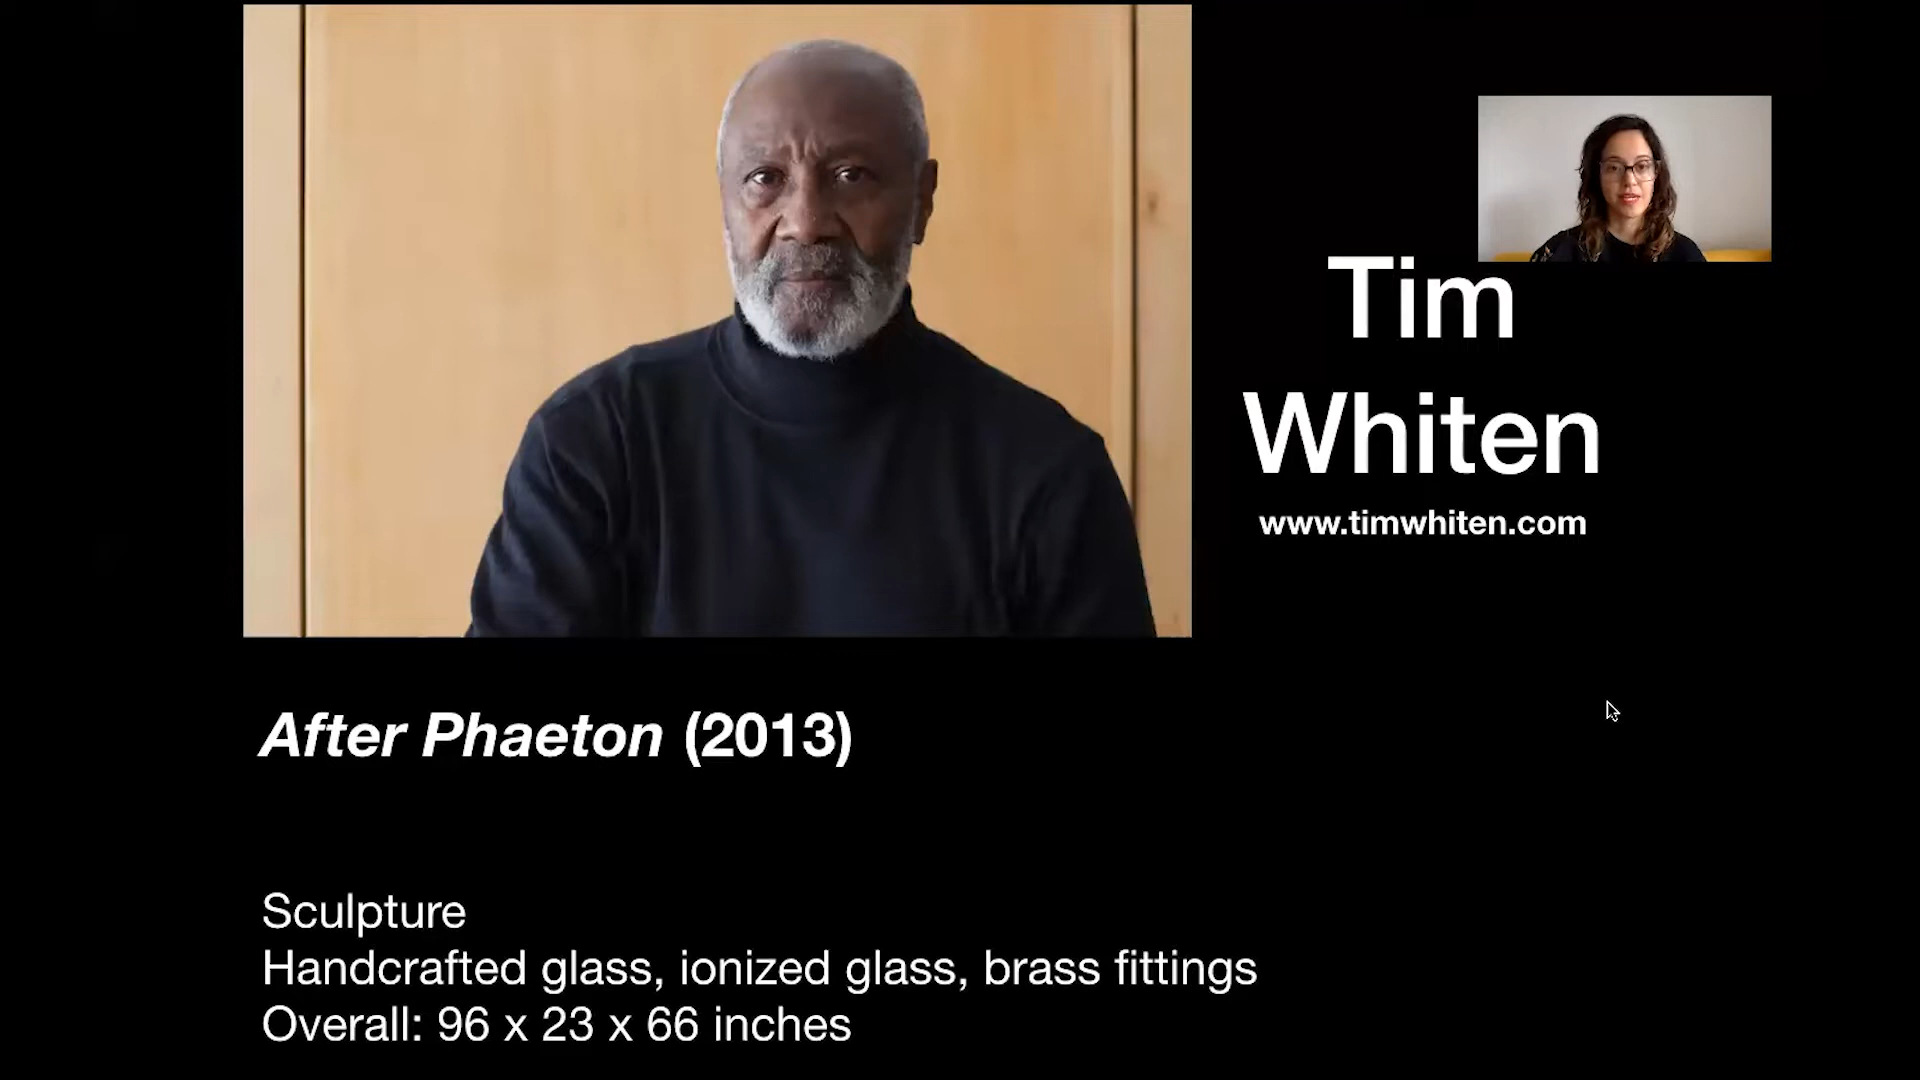 Tim
Whiten
www.timwhiten.com
After Phaeton (2013)
Sculpture
Handcrafted glass, ionized glass, brass fittings
Overall: 96 x 23 x 66 inches